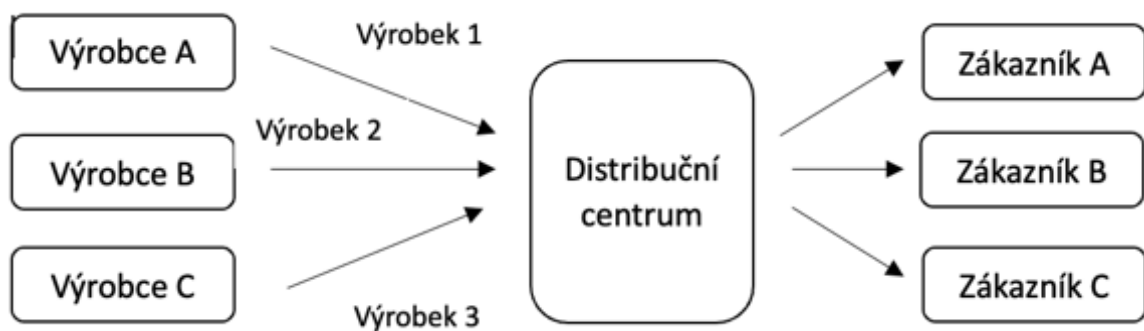 Výrobce A
Výrobek 1
Zákazník A
Výrobek 2
Výrobce B
Distribuční
centrum
Zákazník B
Výrobce C
Výrobek 3
Zákazník C